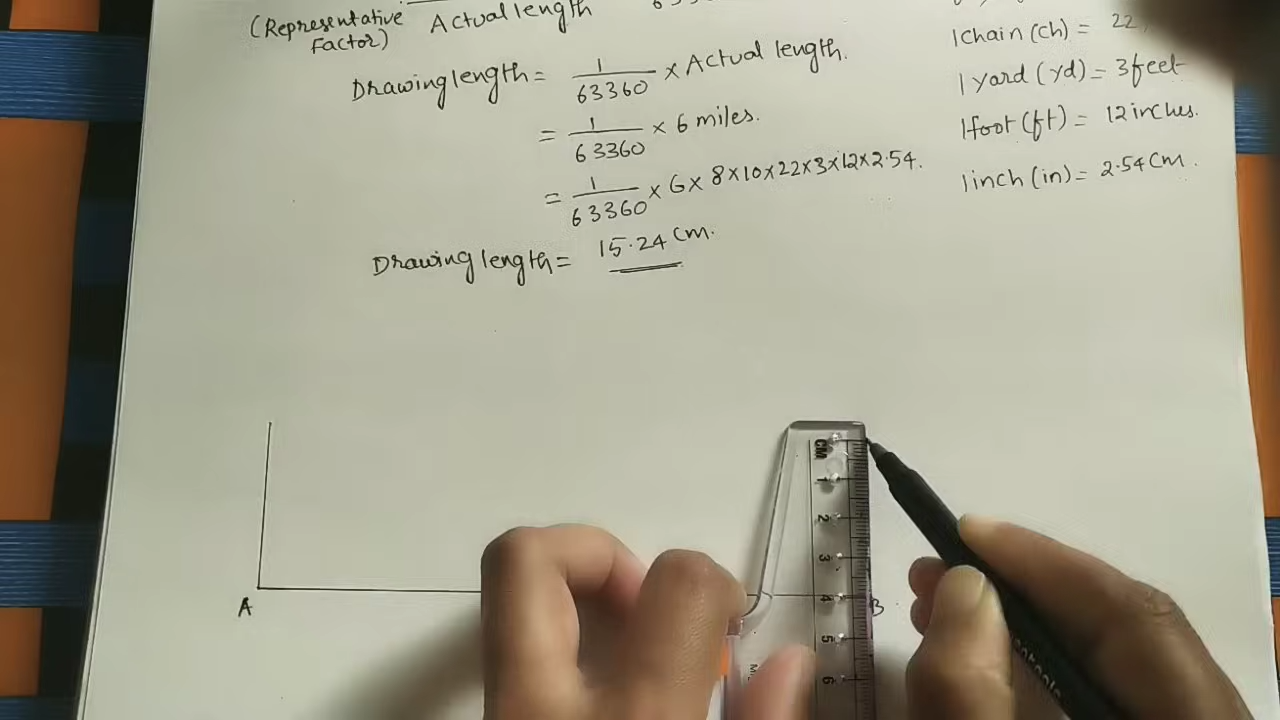 (Representative Factor) Actual length
Drawing length = 1/63360 × Actual length.
= 1/63360 × 6 miles.
= 1/63360 × 6 × 8×10×22×3×12×2.54.
Drawing length = 15.24 cm.
1 chain (ch) = 22
1 yard (yd) = 3 feet
1 foot (ft) = 12 inches.
1 inch (in) = 2.54 cm.
A
B
CM
1
2
3
4
5
6